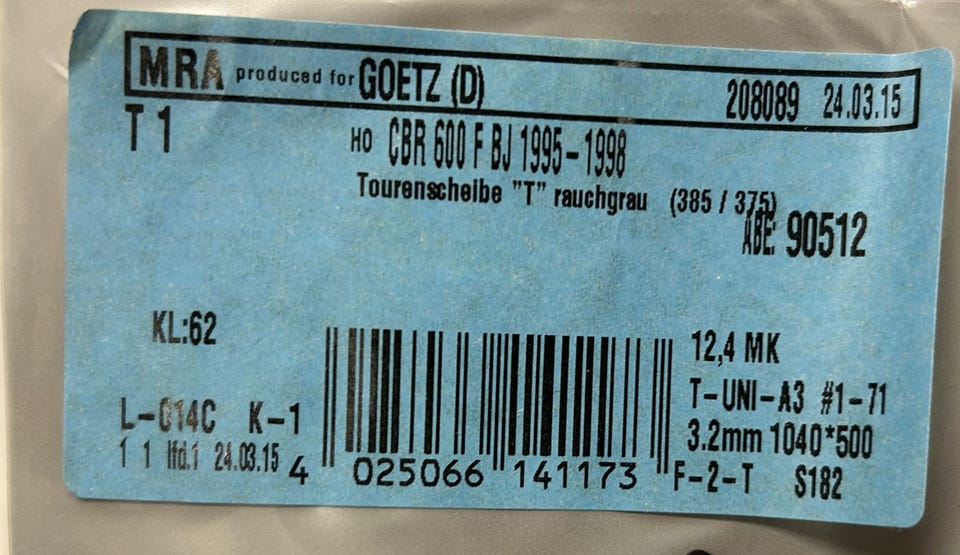 MRA produced for GOETZ (D) 208089 24.03.15
T 1
HO CBR 600 F BJ 1995-1998
Tourenscheibe "T" rauchgrau (385 / 375)
ABE: 90512
KL:62
12,4 MK
T-UNI-A3 #1-71
L-014C K-1
3.2mm 1040*500
1 1 lfd.1 24.03.15
4 025066 141173
F-2-T S182